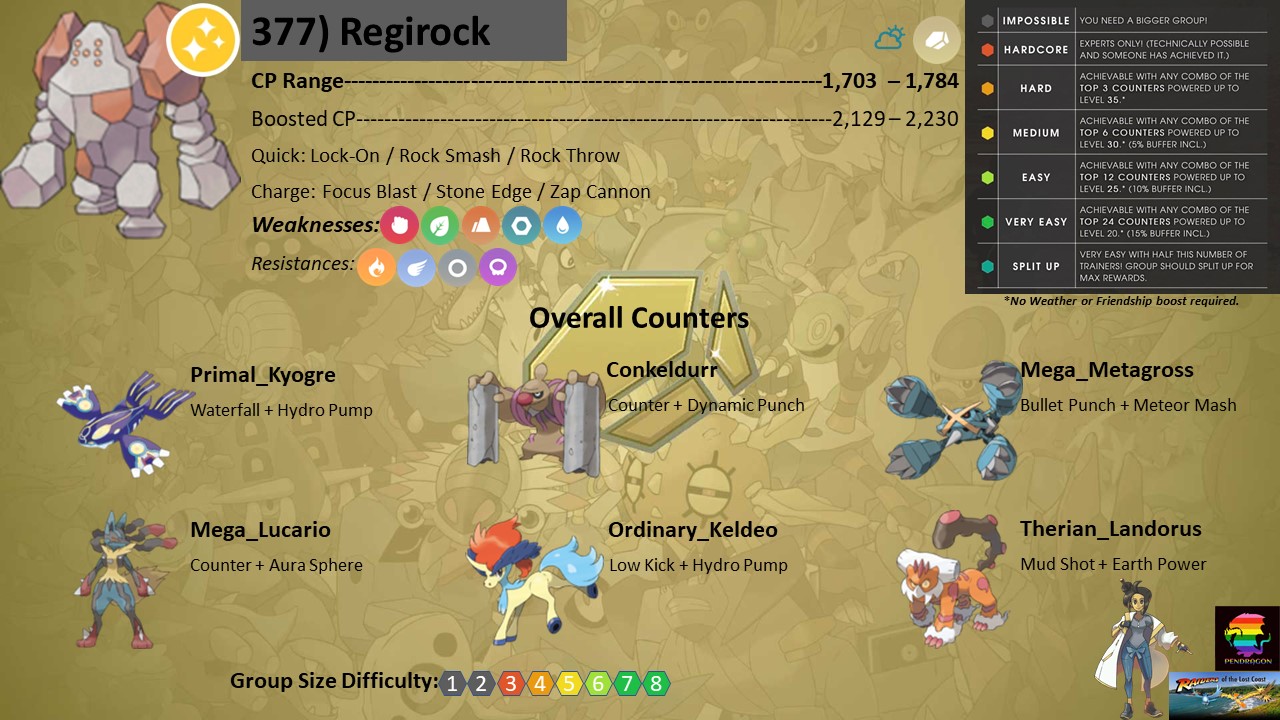 377) Regirock
CP Range------------------------------------------------------------------------1,703 – 1,784
Boosted CP------------------------------------------------------------------------2,129 – 2,230
Quick: Lock-On / Rock Smash / Rock Throw
Charge: Focus Blast / Stone Edge / Zap Cannon
Weaknesses:
Resistances:
IMPOSSIBLE YOU NEED A BIGGER GROUP!
HARDCORE EXPERTS ONLY! (TECHNICALLY POSSIBLE
AND SOMEONE HAS ACHIEVED IT.)
HARD ACHIEVABLE WITH ANY COMBO OF THE
TOP 3 COUNTERS POWERED UP TO
LEVEL 35.*
MEDIUM ACHIEVABLE WITH ANY COMBO OF THE
TOP 6 COUNTERS POWERED UP TO
LEVEL 30.* (5% BUFFER INCL.)
EASY ACHIEVABLE WITH ANY COMBO OF THE
TOP 12 COUNTERS POWERED UP TO
LEVEL 25.* (10% BUFFER INCL.)
VERY EASY ACHIEVABLE WITH ANY COMBO OF THE
TOP 24 COUNTERS POWERED UP TO
LEVEL 20.* (15% BUFFER INCL.)
SPLIT UP VERY EASY WITH HALF THIS NUMBER OF
TRAINERS! GROUP SHOULD SPLIT UP FOR
MAX REWARDS.
*No Weather or Friendship boost required.
Overall Counters
Primal_Kyogre
Waterfall + Hydro Pump
Conkeldurr
Counter + Dynamic Punch
Mega_Metagross
Bullet Punch + Meteor Mash
Mega_Lucario
Counter + Aura Sphere
Ordinary_Keldeo
Low Kick + Hydro Pump
Therian_Landorus
Mud Shot + Earth Power
Group Size Difficulty: 1 2 3 4 5 6 7 8
PENDRAGON
RAIDERS of the Lost Coast